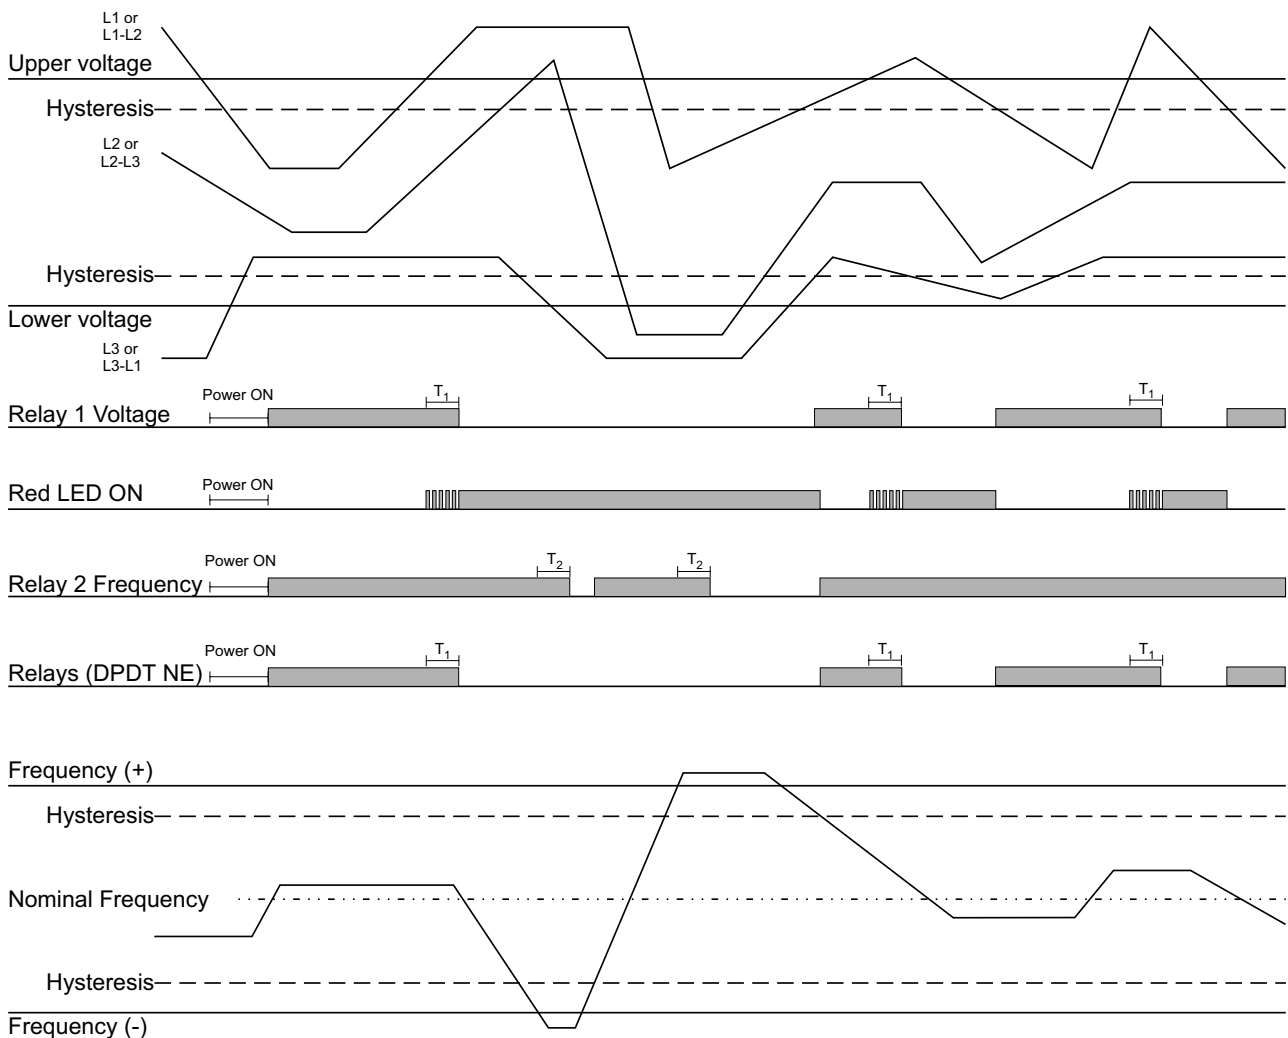 L1 or
L1-L2
Upper voltage
Hysteresis
L2 or
L2-L3
Hysteresis
Lower voltage
L3 or
L3-L1
Power ON
T1
T1
T1
Relay 1 Voltage
Power ON
Red LED ON
Power ON
T2
T2
Relay 2 Frequency
Power ON
T1
T1
T1
Relays (DPDT NE)
Frequency (+)
Hysteresis
Nominal Frequency
Hysteresis
Frequency (-)